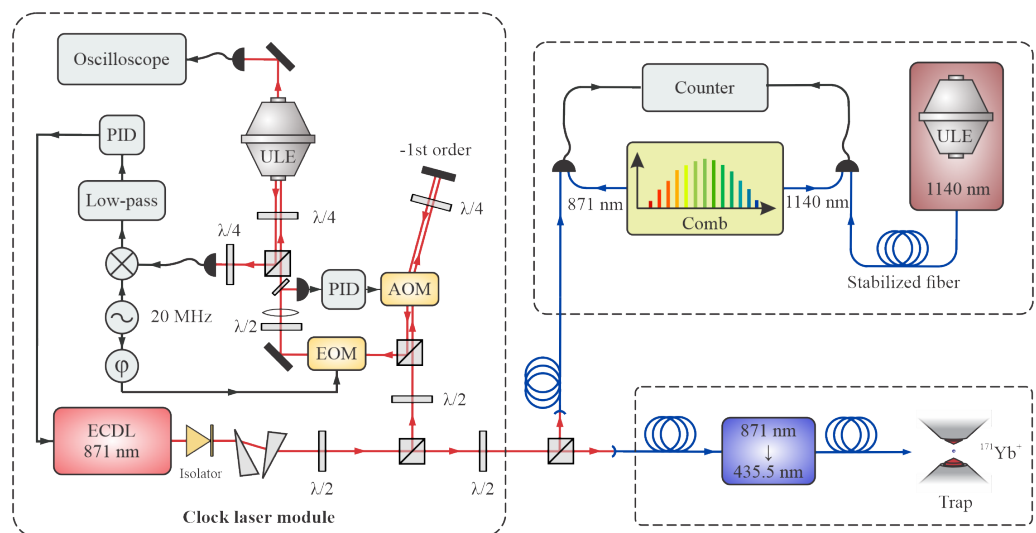 Oscilloscope
PID
ULE
-1st order
Low-pass
λ/4
λ/4
λ/4
PID
AOM
20 MHz
λ/2
EOM
φ
λ/2
ECDL
871 nm
Isolator
λ/2
λ/2
Clock laser module
Counter
ULE
871 nm
1140 nm
Comb
1140 nm
Stabilized fiber
871 nm
↓
435.5 nm
171Yb+
Trap